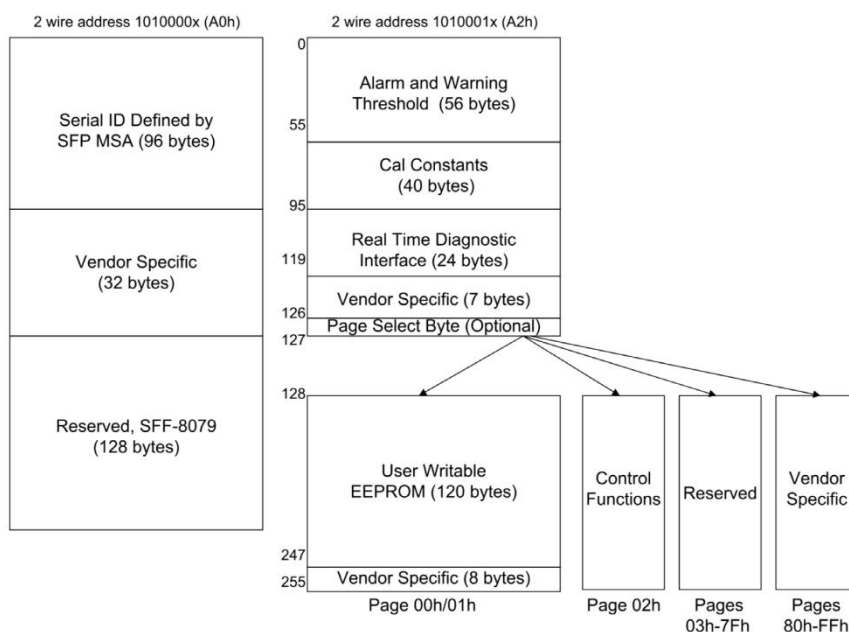 2 wire address 1010000x (A0h)
Serial ID Defined by
SFP MSA (96 bytes)
Vendor Specific
(32 bytes)
Reserved, SFF-8079
(128 bytes)
2 wire address 1010001x (A2h)
0
Alarm and Warning
Threshold (56 bytes)
55
Cal Constants
(40 bytes)
95
Real Time Diagnostic
Interface (24 bytes)
119
Vendor Specific (7 bytes)
126
Page Select Byte (Optional)
127
128
User Writable
EEPROM (120 bytes)
247
Vendor Specific (8 bytes)
255
Page 00h/01h
Control
Functions
Page 02h
Reserved
Pages
03h-7Fh
Vendor
Specific
Pages
80h-FFh